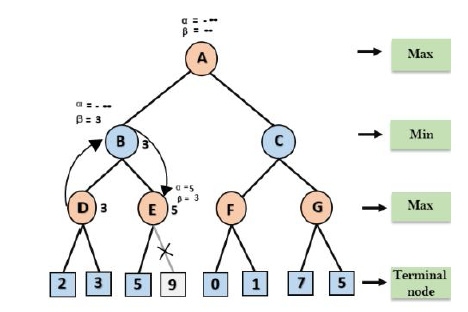 α = - --
β = --
A
Max
α = - --
β = 3
B
3
C
Min
α =5
β = 3
D
3
E
5
F
G
Max
2
3
5
9
0
1
7
5
Terminal
node